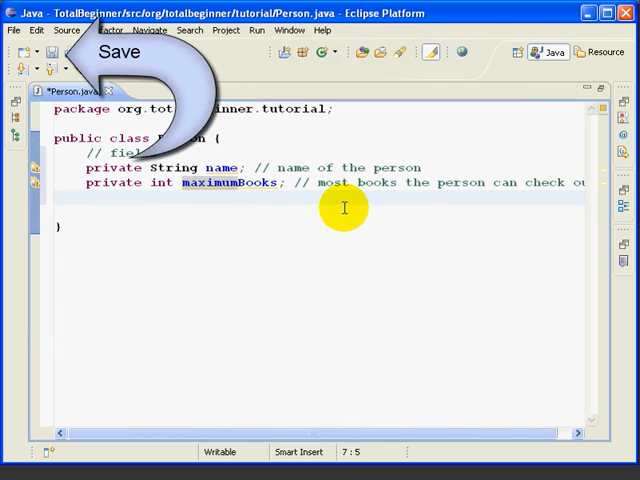 Java - TotalBeginner/src/org/totalbeginner/tutorial/Person.java - Eclipse Platform
File Edit Source Navigate Search Project Run Window Help
Save
Java Resource
*Person.java
package org.tot inner.tutorial;
public class P n {
// fiel
private String name; // name of the person
private int maximumBooks; // most books the person can check ou
}
Writable Smart Insert 7 : 5